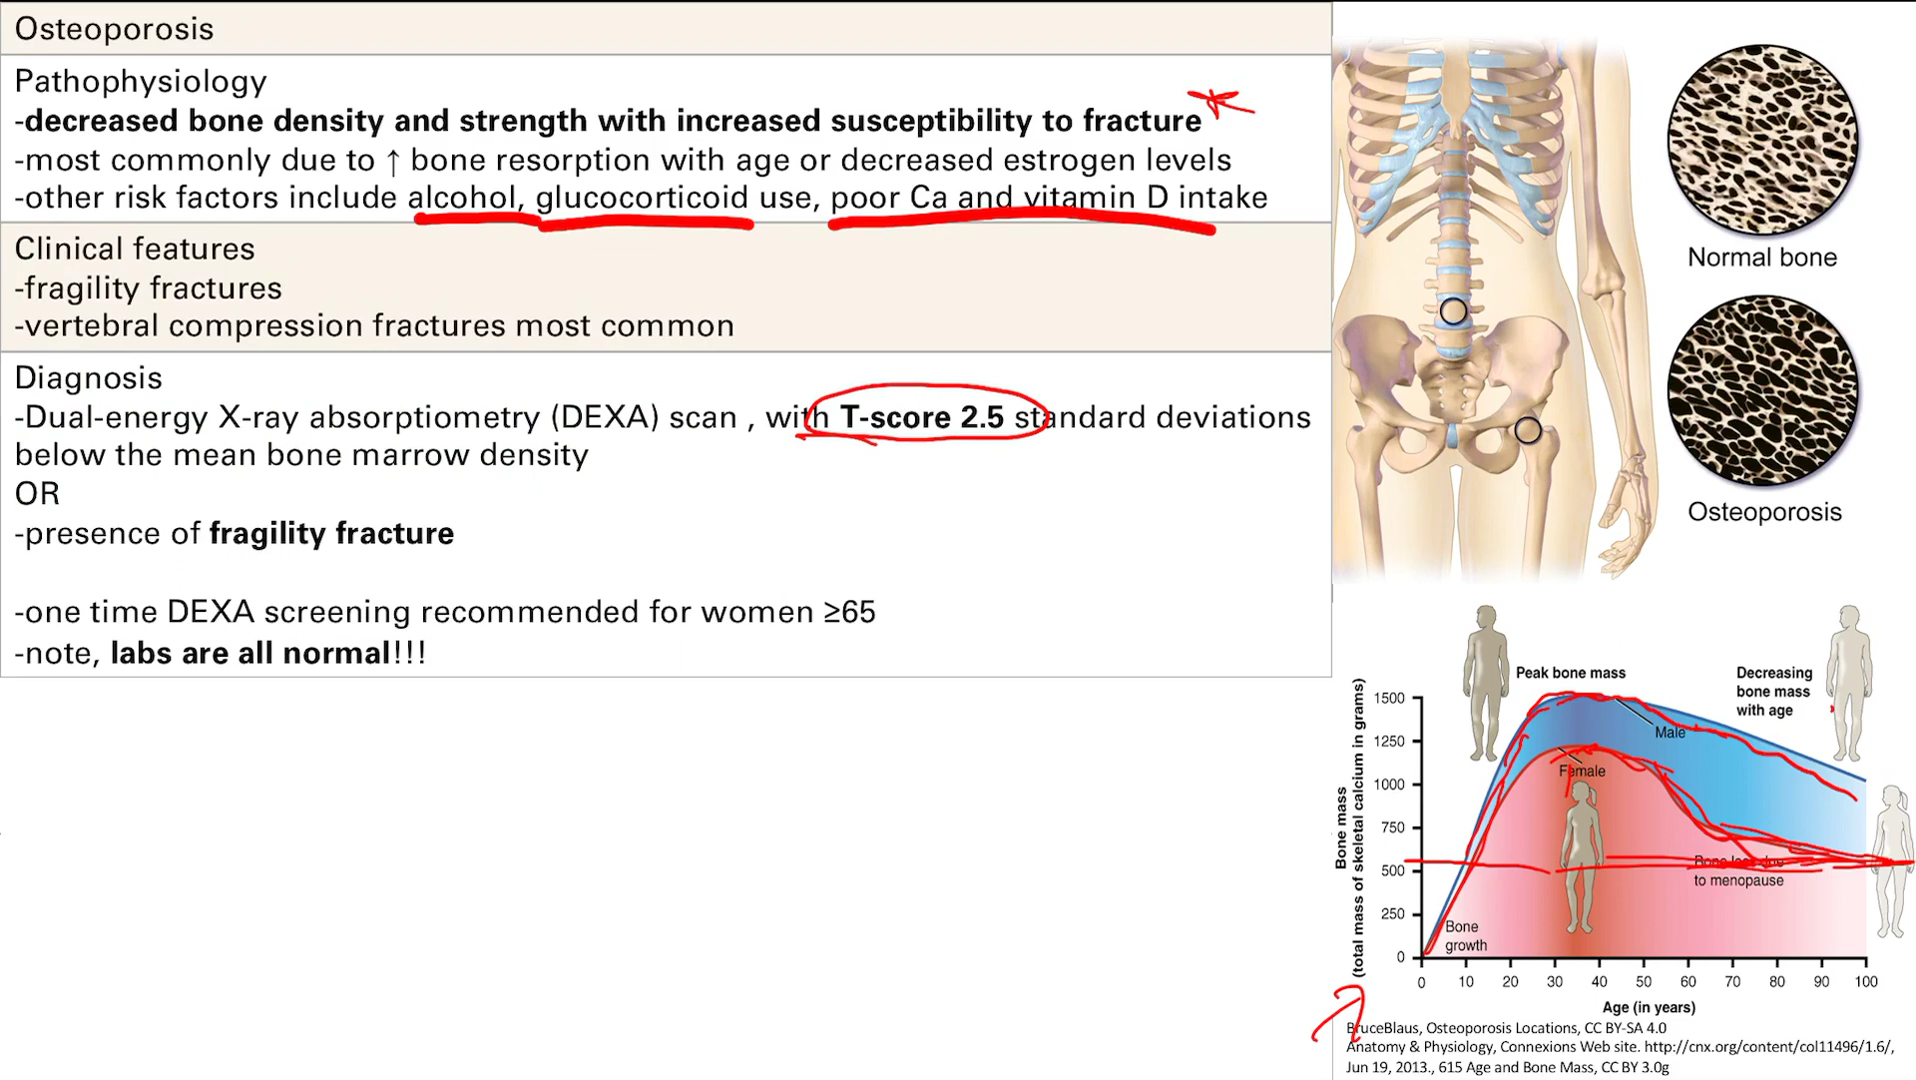 Osteoporosis
Pathophysiology
-decreased bone density and strength with increased susceptibility to fracture
-most commonly due to ↑ bone resorption with age or decreased estrogen levels
-other risk factors include alcohol, glucocorticoid use, poor Ca and vitamin D intake
Clinical features
-fragility fractures
-vertebral compression fractures most common
Diagnosis
-Dual-energy X-ray absorptiometry (DEXA) scan , with T-score 2.5 standard deviations
below the mean bone marrow density
OR
-presence of fragility fracture
-one time DEXA screening recommended for women ≥65
-note, labs are all normal!!!
Normal bone
Osteoporosis
Peak bone mass
Decreasing
bone mass
with age
Male
Female
Bone loss due
to menopause
Bone
growth
Bone mass
(total mass of skeletal calcium in grams)
1500
1250
1000
750
500
250
0
0 10 20 30 40 50 60 70 80 90 100
Age (in years)
BruceBlaus, Osteoporosis Locations, CC BY-SA 4.0
Anatomy & Physiology, Connexions Web site. http://cnx.org/content/col11496/1.6/,
Jun 19, 2013., 615 Age and Bone Mass, CC BY 3.0g